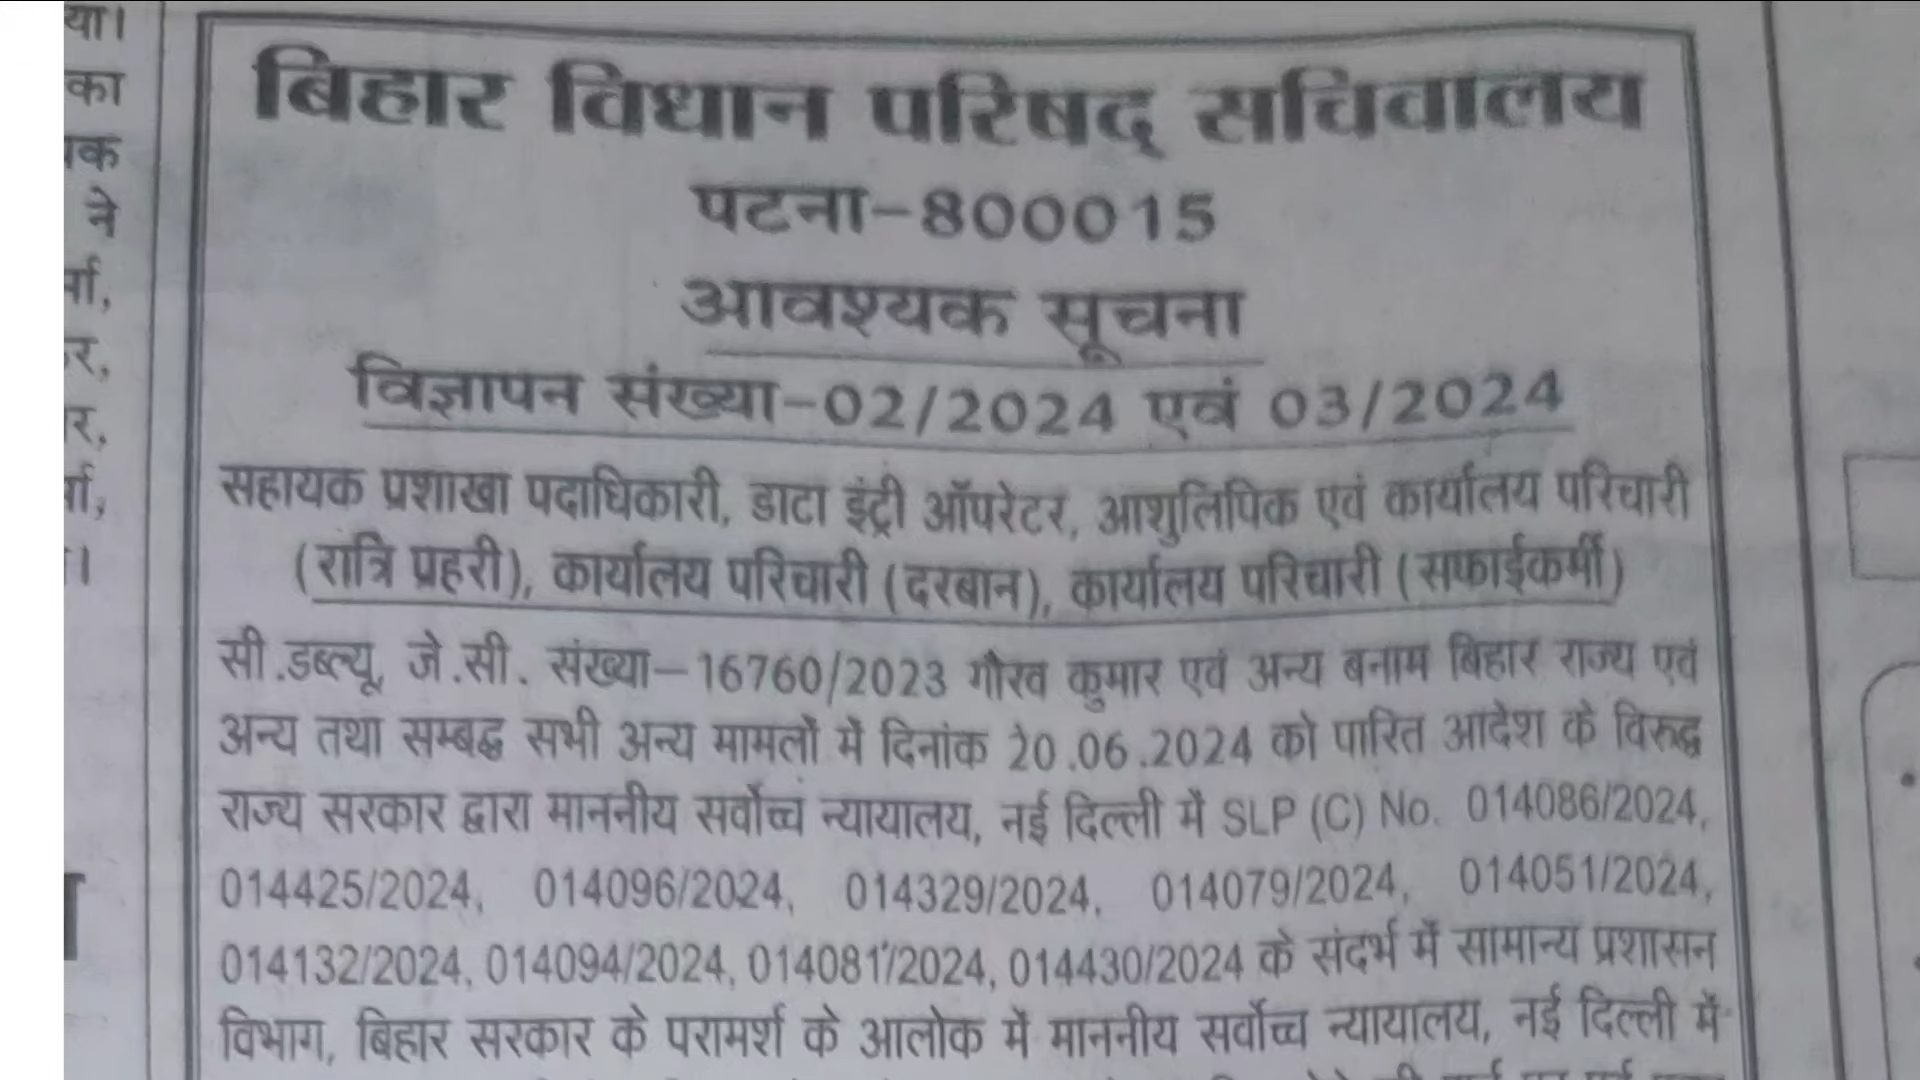 या।
का
ने
बिहार विधान परिषद् सचिवालय
पटना-800015
आवश्यक सूचना
विज्ञापन संख्या-02/2024 एवं 03/2024
सहायक प्रशाखा पदाधिकारी, डाटा इंट्री ऑपरेटर, आशुलिपिक एवं कार्यालय परिचारी
(रात्रि प्रहरी), कार्यालय परिचारी (दरबान), कार्यालय परिचारी (सफाईकर्मी)
सी.डब्ल्यू. जे.सी. संख्या-16760/2023 गौरव कुमार एवं अन्य बनाम बिहार राज्य एवं
अन्य तथा सम्बद्ध सभी अन्य मामलों में दिनांक 20.06.2024 को पारित आदेश के विरुद्ध
राज्य सरकार द्वारा माननीय सर्वोच्च न्यायालय, नई दिल्ली में SLP (C) No. 014086/2024,
014425/2024, 014096/2024, 014329/2024, 014079/2024, 014051/2024,
014132/2024, 014094/2024, 014081/2024, 014430/2024 के संदर्भ में सामान्य प्रशासन
विभाग, बिहार सरकार के परामर्श के आलोक में माननीय सर्वोच्च न्यायालय, नई दिल्ली में